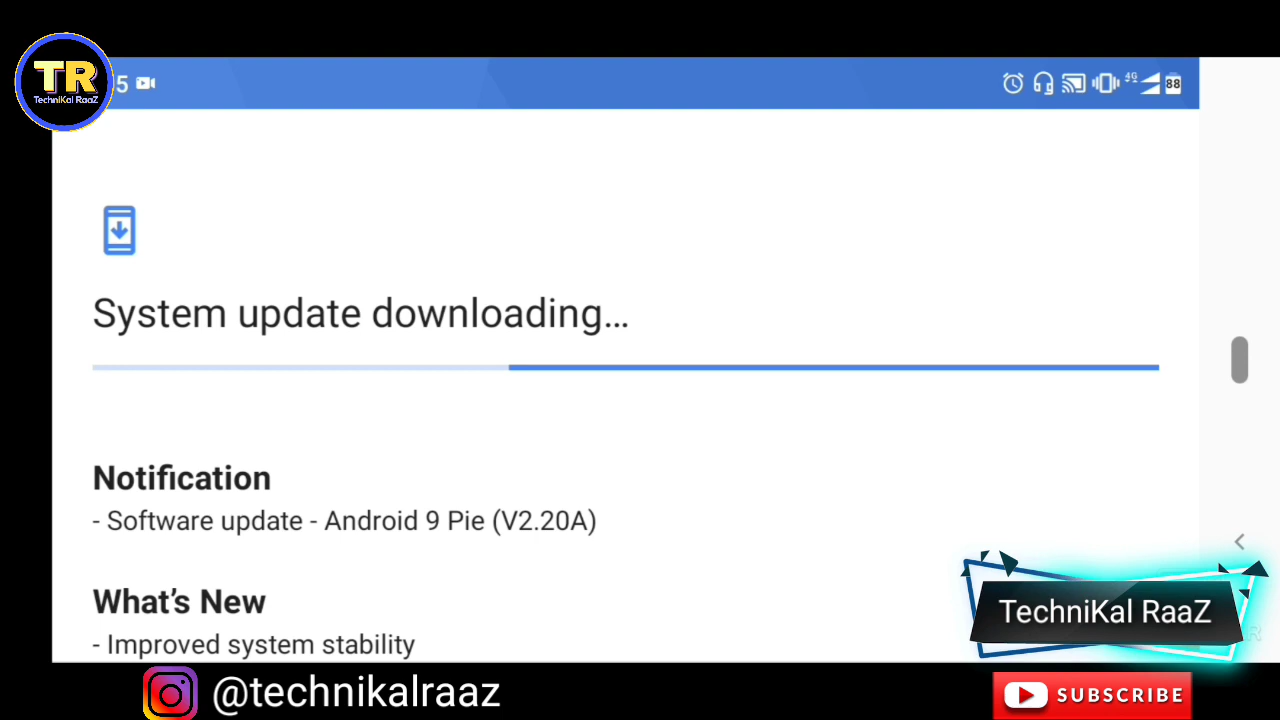 TR
TechniKal RaaZ
5
4G
88
System update downloading...
Notification
- Software update - Android 9 Pie (V2.20A)
What's New
- Improved system stability
TechniKal RaaZ
@technikalraaz
SUBSCRIBE